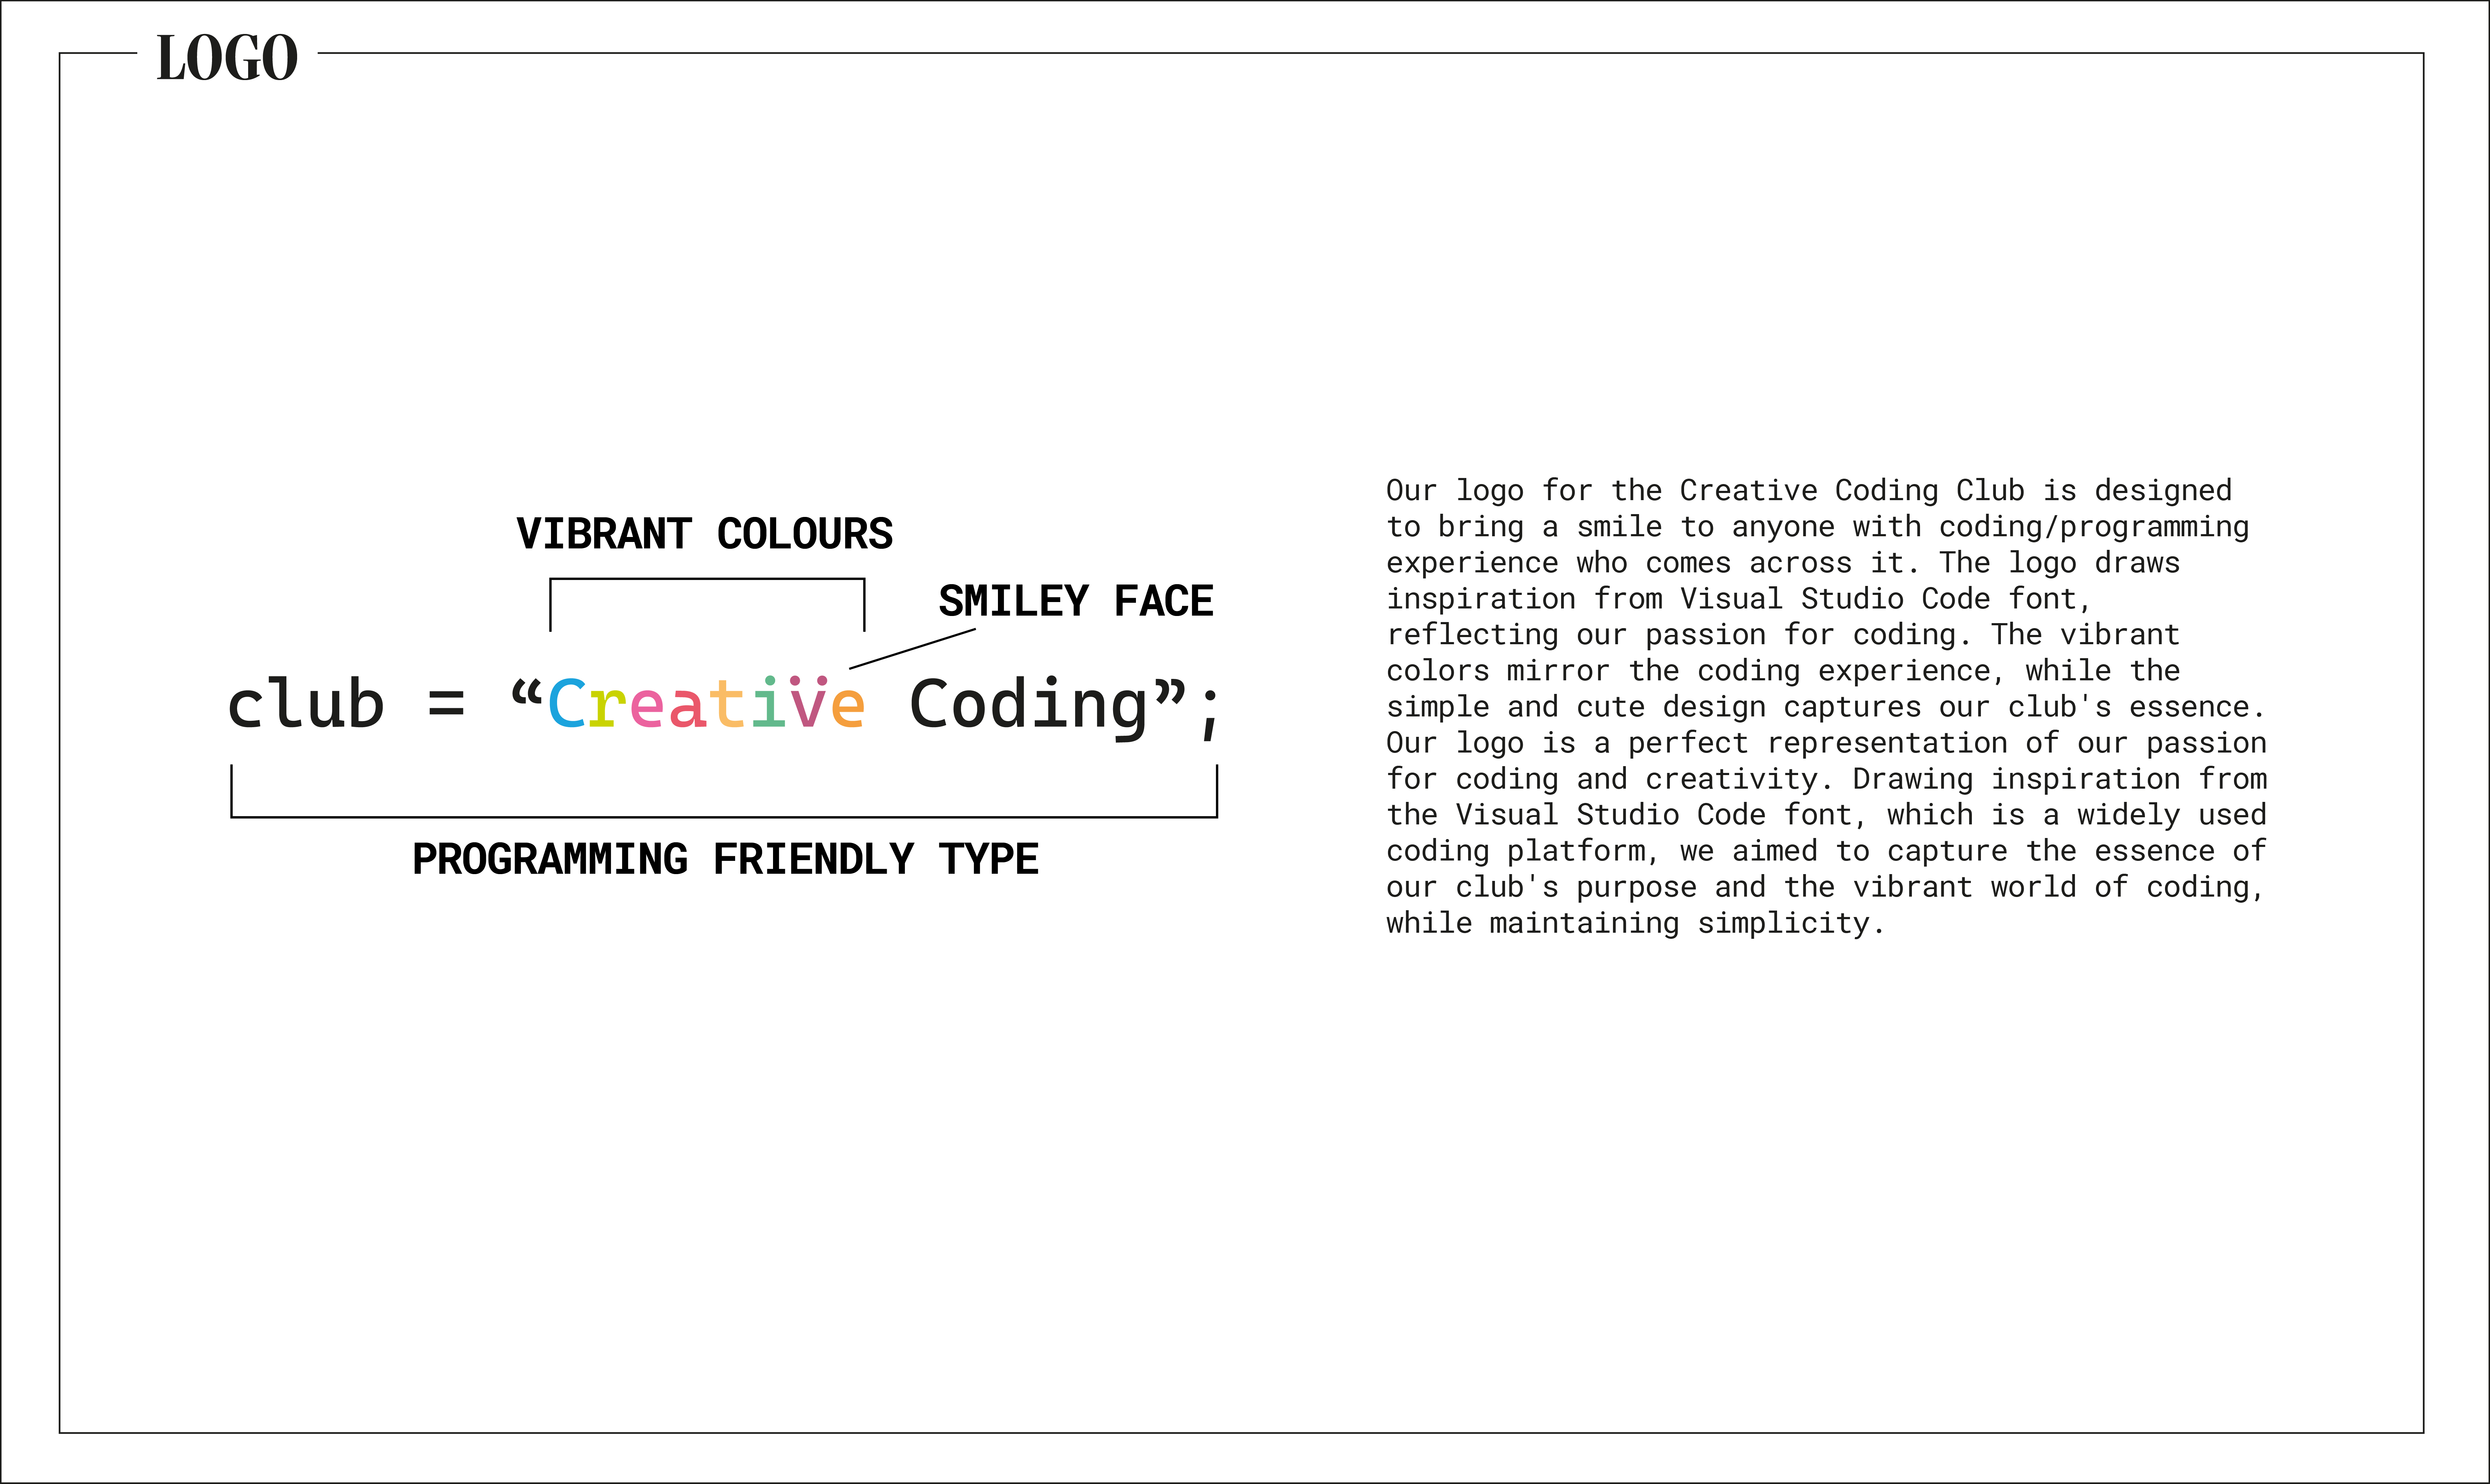 LOGO
VIBRANT COLOURS
SMILEY FACE
club = “Creativ̈e Coding”;
PROGRAMMING FRIENDLY TYPE
Our logo for the Creative Coding Club is designed
to bring a smile to anyone with coding/programming
experience who comes across it. The logo draws
inspiration from Visual Studio Code font,
reflecting our passion for coding. The vibrant
colors mirror the coding experience, while the
simple and cute design captures our club's essence.
Our logo is a perfect representation of our passion
for coding and creativity. Drawing inspiration from
the Visual Studio Code font, which is a widely used
coding platform, we aimed to capture the essence of
our club's purpose and the vibrant world of coding,
while maintaining simplicity.